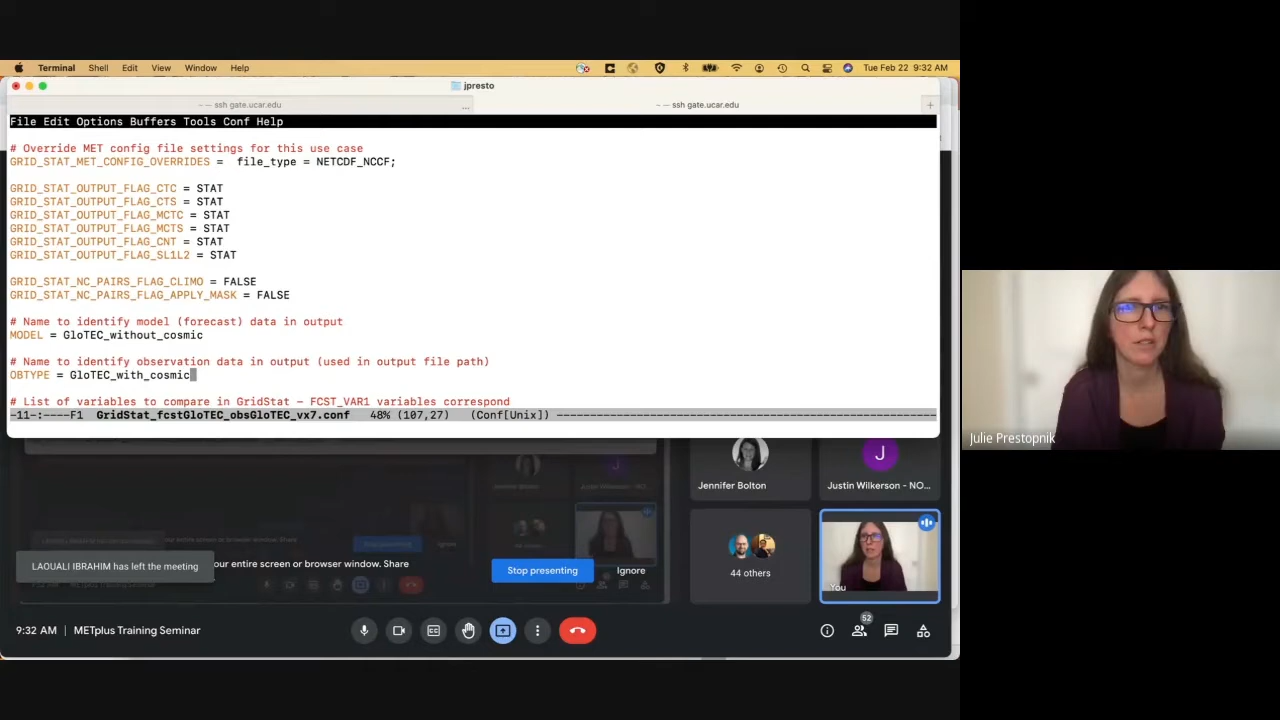 Terminal Shell Edit View Window Help
Tue Feb 22 9:32 AM
jpresto
~ — ssh gate.ucar.edu
...
~ — ssh gate.ucar.edu
+
File Edit Options Buffers Tools Conf Help
# Override MET config file settings for this use case
GRID_STAT_MET_CONFIG_OVERRIDES =  file_type = NETCDF_NCCF;
GRID_STAT_OUTPUT_FLAG_CTC = STAT
GRID_STAT_OUTPUT_FLAG_CTS = STAT
GRID_STAT_OUTPUT_FLAG_MCTC = STAT
GRID_STAT_OUTPUT_FLAG_MCTS = STAT
GRID_STAT_OUTPUT_FLAG_CNT = STAT
GRID_STAT_OUTPUT_FLAG_SL1L2 = STAT
GRID_STAT_NC_PAIRS_FLAG_CLIMO = FALSE
GRID_STAT_NC_PAIRS_FLAG_APPLY_MASK = FALSE
# Name to identify model (forecast) data in output
MODEL = GloTEC_without_cosmic
# Name to identify observation data in output (used in output file path)
OBTYPE = GloTEC_with_cosmic
# List of variables to compare in GridStat - FCST_VAR1 variables correspond
-11-:----F1  GridStat_fcstGloTEC_obsGloTEC_vx7.conf   48% (107,27)   (Conf[Unix])
Julie Prestopnik
J
Jennifer Bolton
Justin Wilkerson - NO...
LAOUALI IBRAHIM has left the meeting
our entire screen or browser window. Share
Stop presenting
Ignore
44 others
You
9:32 AM | METplus Training Seminar
52